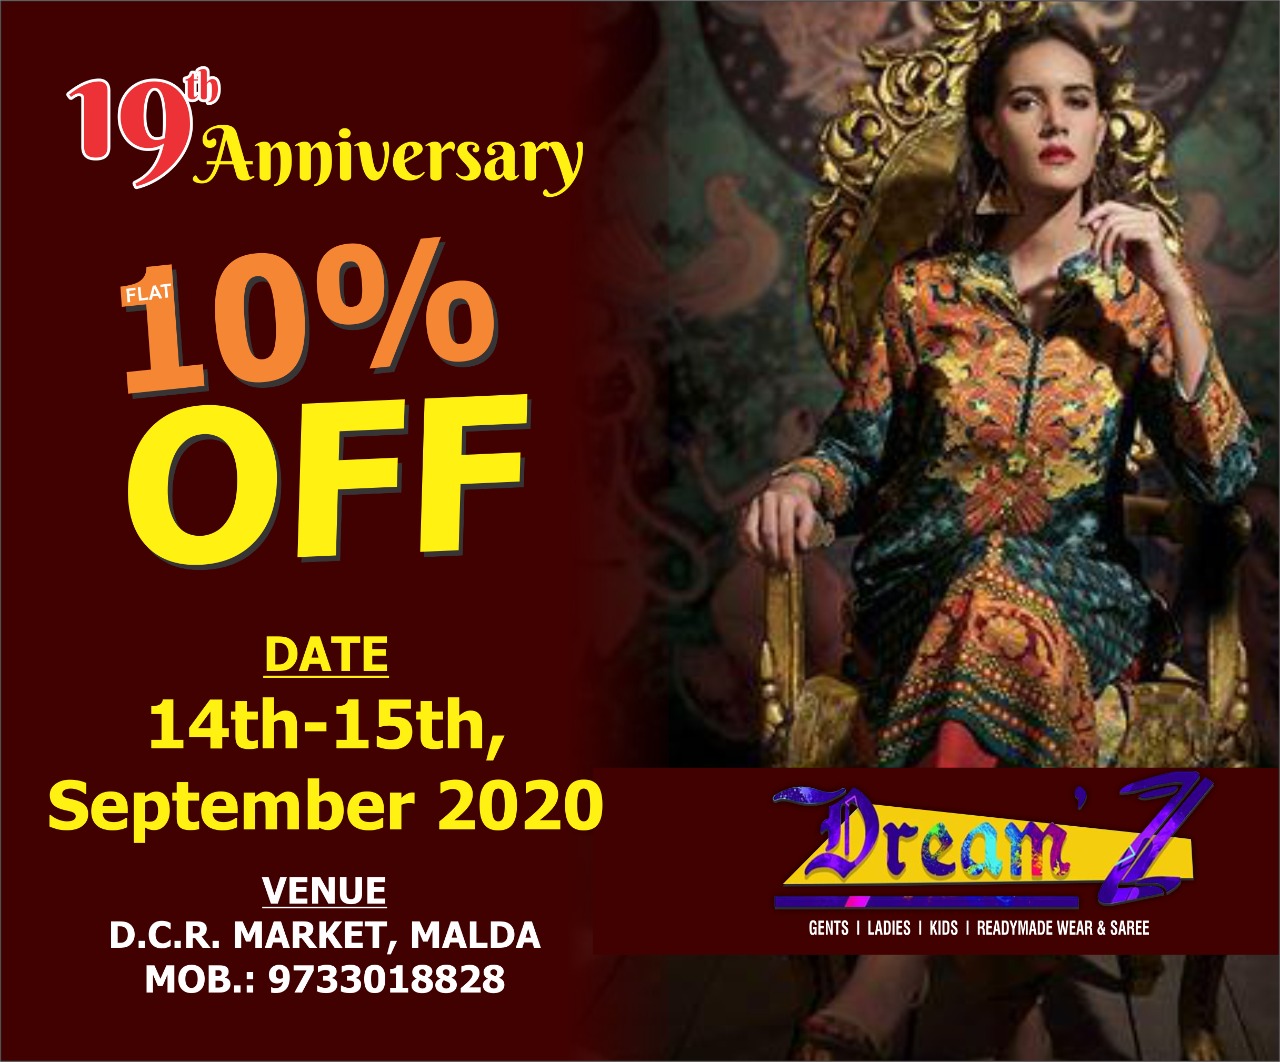 19th Anniversary
FLAT
10%
OFF
DATE
14th-15th,
September 2020
VENUE
D.C.R. MARKET, MALDA
MOB.: 9733018828
Dream'Z
GENTS I LADIES I KIDS I READYMADE WEAR & SAREE